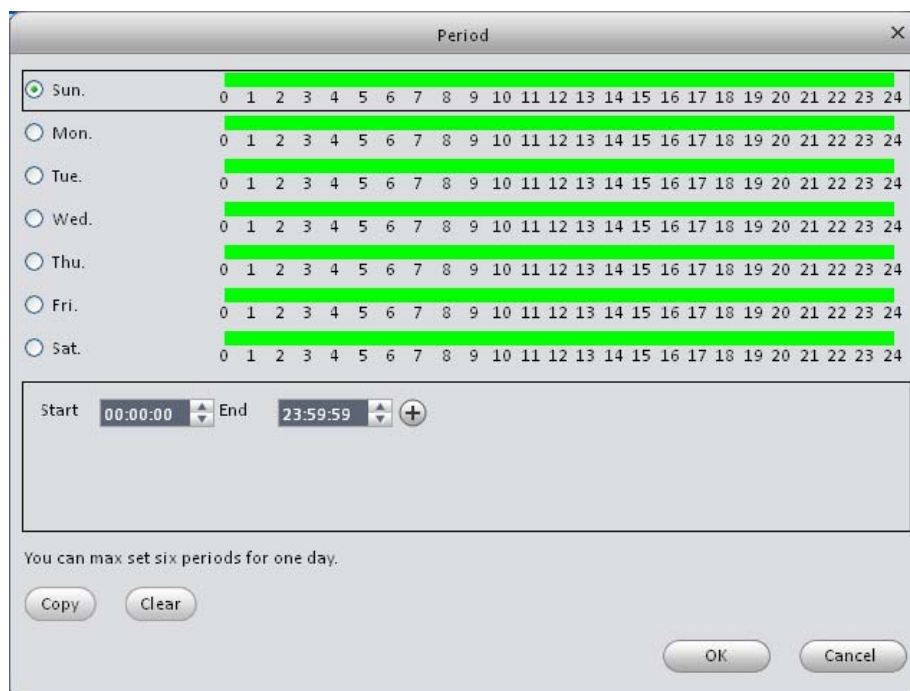 Period
Sun.
0 1 2 3 4 5 6 7 8 9 10 11 12 13 14 15 16 17 18 19 20 21 22 23 24
Mon.
0 1 2 3 4 5 6 7 8 9 10 11 12 13 14 15 16 17 18 19 20 21 22 23 24
Tue.
0 1 2 3 4 5 6 7 8 9 10 11 12 13 14 15 16 17 18 19 20 21 22 23 24
Wed.
0 1 2 3 4 5 6 7 8 9 10 11 12 13 14 15 16 17 18 19 20 21 22 23 24
Thu.
0 1 2 3 4 5 6 7 8 9 10 11 12 13 14 15 16 17 18 19 20 21 22 23 24
Fri.
0 1 2 3 4 5 6 7 8 9 10 11 12 13 14 15 16 17 18 19 20 21 22 23 24
Sat.
0 1 2 3 4 5 6 7 8 9 10 11 12 13 14 15 16 17 18 19 20 21 22 23 24
Start 00:00:00 End 23:59:59
You can max set six periods for one day.
Copy Clear
OK Cancel